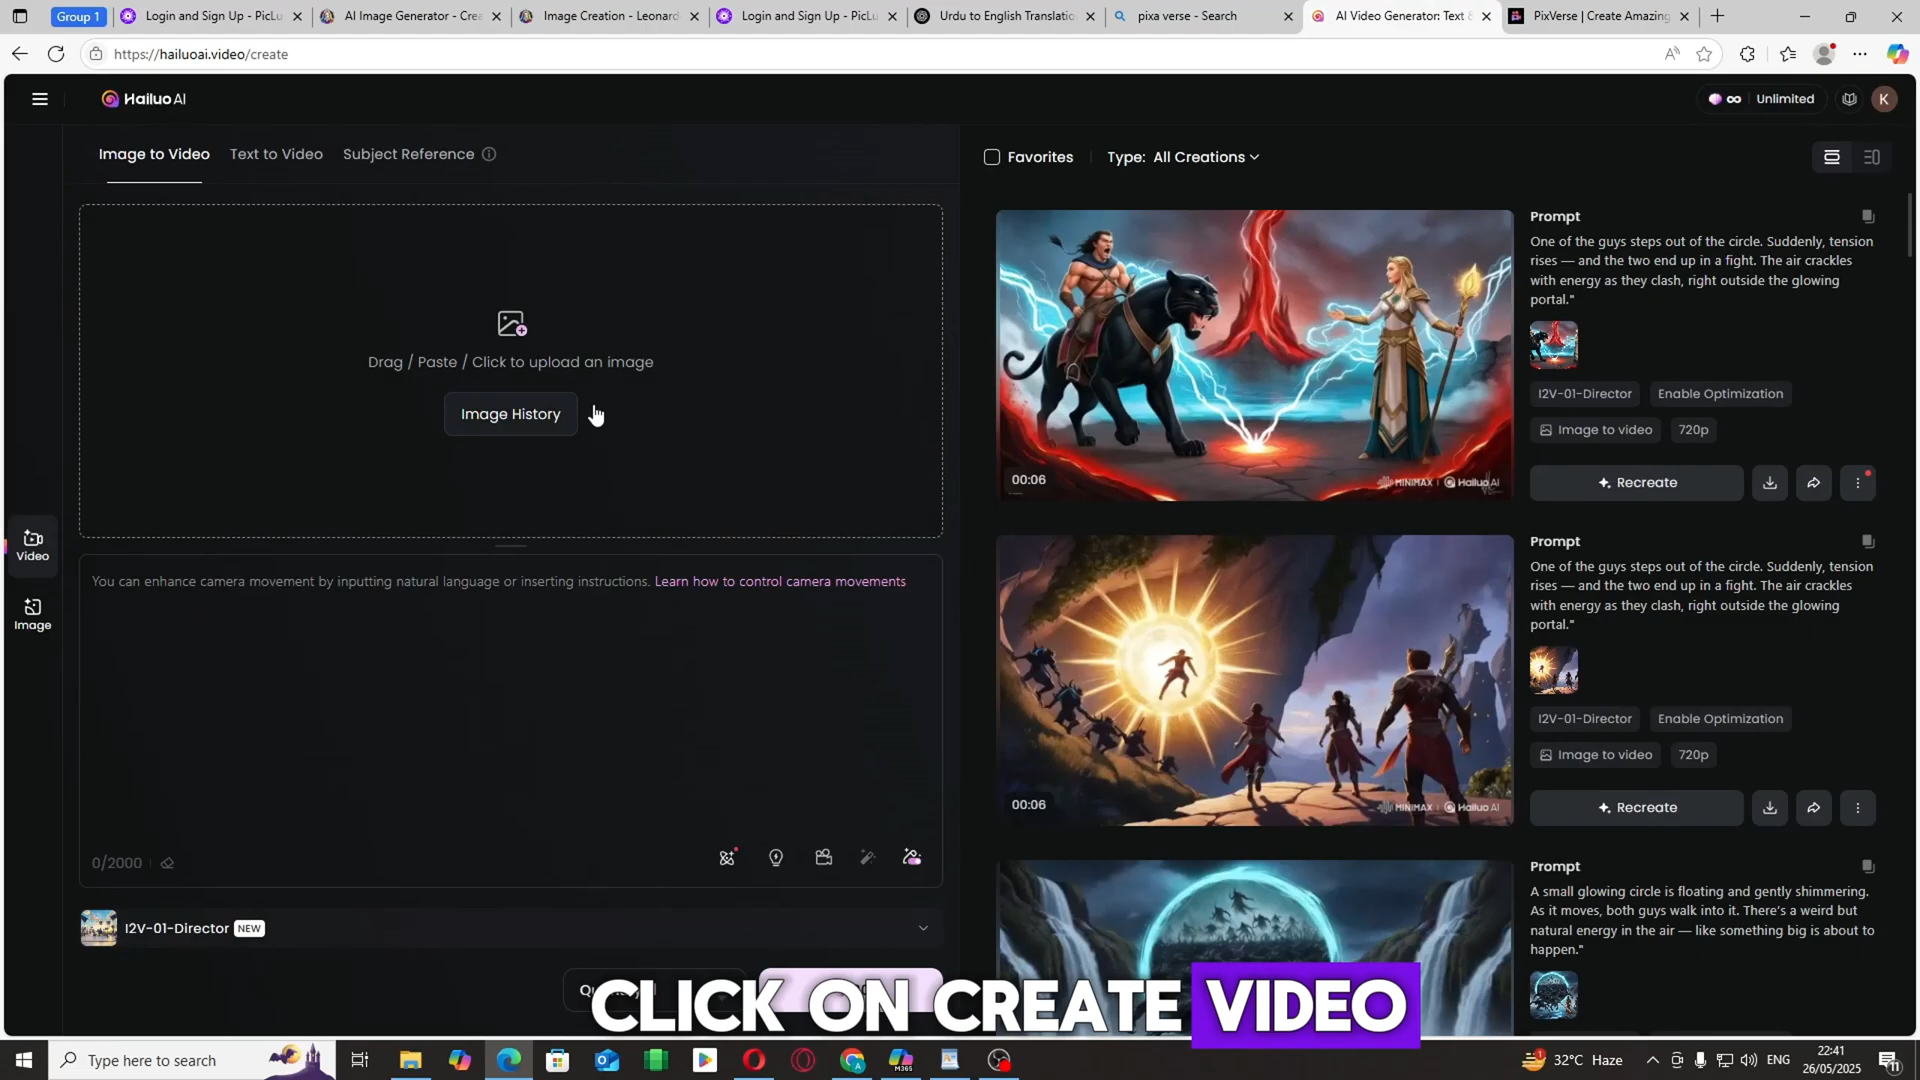 Group 1
Login and Sign Up - PicLu
AI Image Generator - Crea
Image Creation - Leonard
Login and Sign Up - PicLu
Urdu to English Translatio
pixa verse - Search
AI Video Generator: Text &
PixVerse | Create Amazing
https://hailuoai.video/create
Hailuo AI
Unlimited
K
Image to Video
Text to Video
Subject Reference
Favorites
Type: All Creations
Drag / Paste / Click to upload an image
Image History
Video
Image
You can enhance camera movement by inputting natural language or inserting instructions. Learn how to control camera movements
0/2000
I2V-01-Director NEW
CLICK ON CREATE VIDEO
Prompt
One of the guys steps out of the circle. Suddenly, tension
rises — and the two end up in a fight. The air crackles
with energy as they clash, right outside the glowing
portal."
I2V-01-Director
Enable Optimization
Image to video
720p
00:06
MINIMAX | Hailuo AI
Recreate
Prompt
One of the guys steps out of the circle. Suddenly, tension
rises — and the two end up in a fight. The air crackles
with energy as they clash, right outside the glowing
portal."
I2V-01-Director
Enable Optimization
Image to video
720p
00:06
MINIMAX | Hailuo AI
Recreate
Prompt
A small glowing circle is floating and gently shimmering.
As it moves, both guys walk into it. There's a weird but
natural energy in the air — like something big is about to
happen."
Type here to search
M365
32°C Haze
ENG
22:41
26/05/2025
11